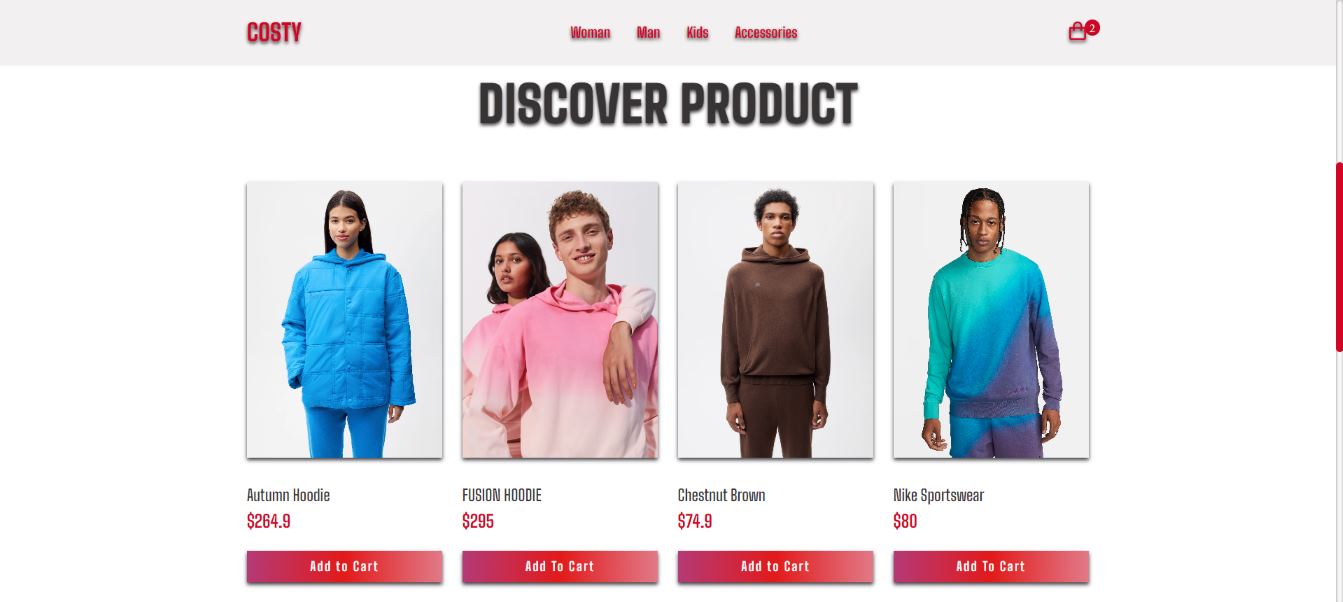 COSTY
Woman Man Kids Accessories
2
DISCOVER PRODUCT
Autumn Hoodie
$264.9
Add to Cart
FUSION HOODIE
$295
Add To Cart
Chestnut Brown
$74.9
Add to Cart
Nike Sportswear
$80
Add To Cart